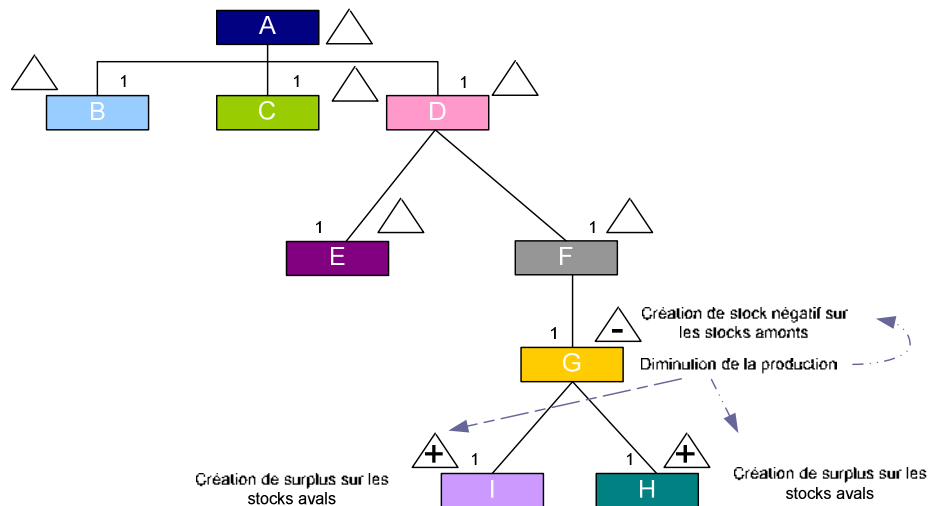 A
1
1
1
B
C
D
1
1
E
F
Création de stock négatif sur
les stocks amonts
1
-
G
Diminution de la production
+
1
1
+
I
H
Création de surplus sur les
stocks avals
Création de surplus sur les
stocks avals